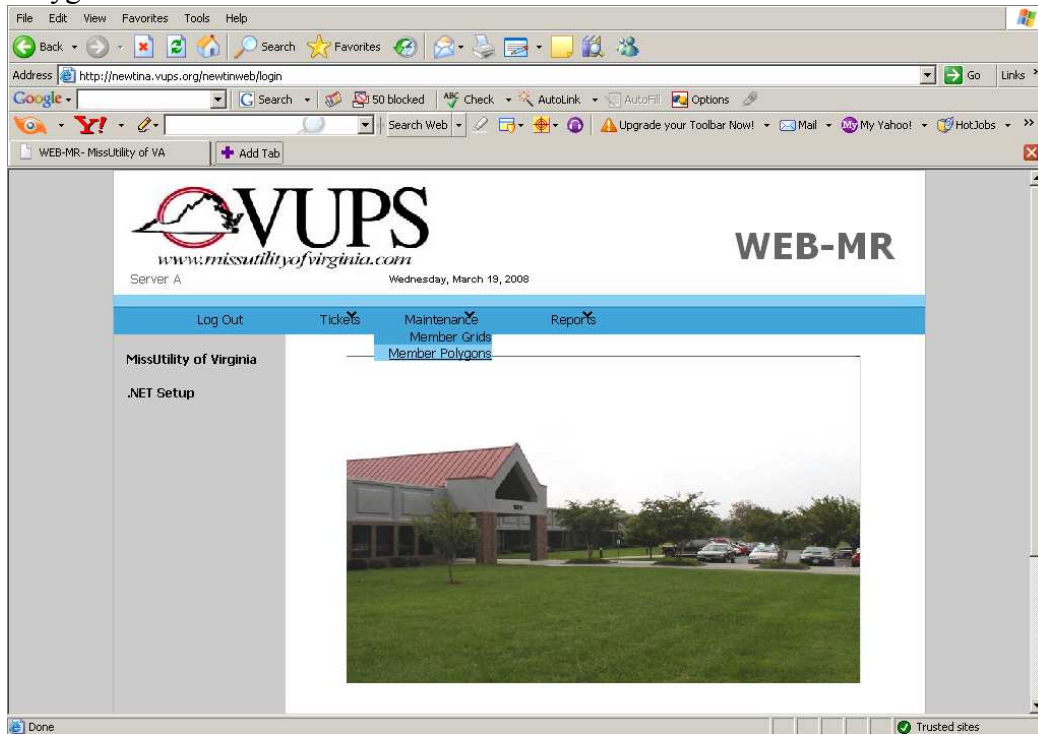 File Edit View Favorites Tools Help
Back Search Favorites
Address http://newtina.vups.org/newtinweb/login Go Links »
Google Search 50 blocked ABC Check AutoLink AutoFill Options
Y! Search Web Upgrade your Toolbar Now! Mail My My Yahoo! HotJobs »
WEB-MR- MissUtility of VA Add Tab
VUPS
www.missutilityofvirginia.com
WEB-MR
Server A Wednesday, March 19, 2008
Log Out Tickets Maintenance Reports
Member Grids
Member Polygons
MissUtility of Virginia
.NET Setup
Done Trusted sites